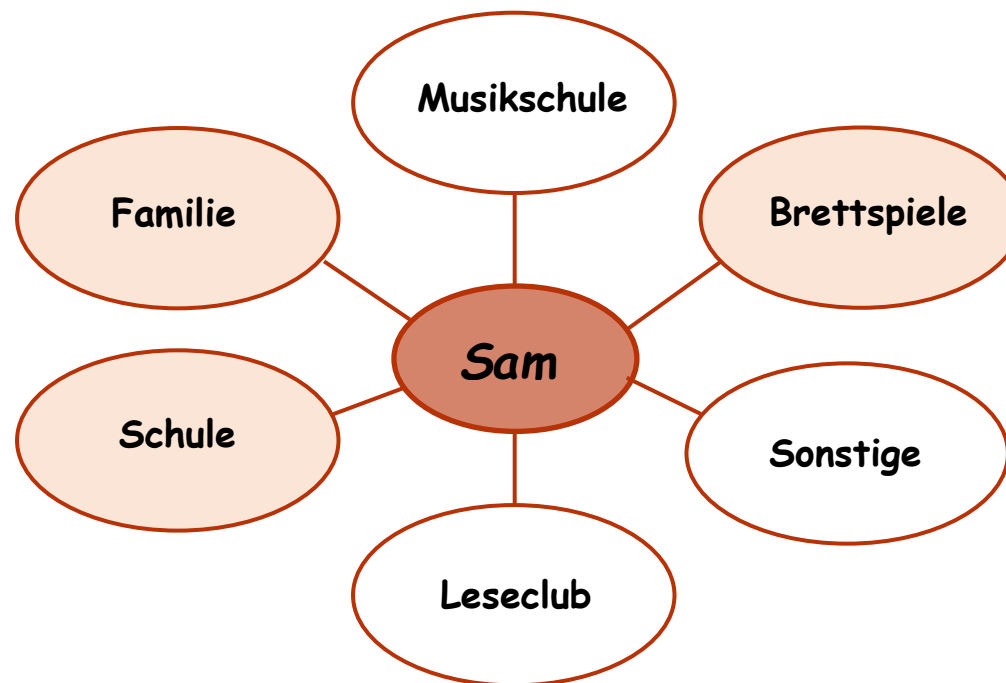 Musikschule
Familie
Brettspiele
Sam
Schule
Sonstige
Leseclub